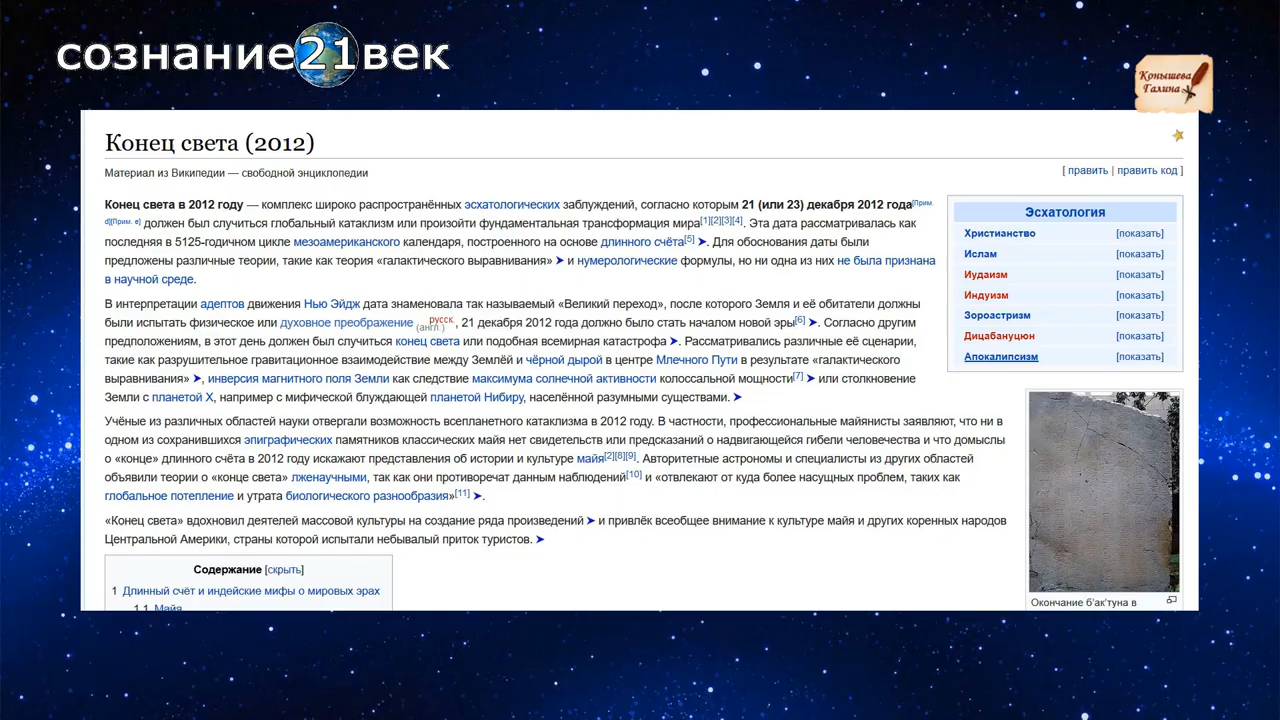 сознание21век
Конышева
Галина
Конец света (2012)
Материал из Википедии — свободной энциклопедии
[ править | править код ]
Конец света в 2012 году — комплекс широко распространённых эсхатологических заблуждений, согласно которым 21 (или 23) декабря 2012 года[Прим.
d][Прим. e] должен был случиться глобальный катаклизм или произойти фундаментальная трансформация мира[1][2][3][4]. Эта дата рассматривалась как
последняя в 5125-годичном цикле мезоамериканского календаря, построенного на основе длинного счёта[5] ➤. Для обоснования даты были
предложены различные теории, такие как теория «галактического выравнивания» ➤ и нумерологические формулы, но ни одна из них не была признана
в научной среде.
В интерпретации адептов движения Нью Эйдж дата знаменовала так называемый «Великий переход», после которого Земля и её обитатели должны
были испытать физическое или духовное преображение (англ.) русск., 21 декабря 2012 года должно было стать началом новой эры[6] ➤. Согласно другим
предположениям, в этот день должен был случиться конец света или подобная всемирная катастрофа ➤. Рассматривались различные её сценарии,
такие как разрушительное гравитационное взаимодействие между Землёй и чёрной дырой в центре Млечного Пути в результате «галактического
выравнивания» ➤, инверсия магнитного поля Земли как следствие максимума солнечной активности колоссальной мощности[7] ➤ или столкновение
Земли с планетой X, например с мифической блуждающей планетой Нибиру, населённой разумными существами. ➤
Учёные из различных областей науки отвергали возможность всепланетного катаклизма в 2012 году. В частности, профессиональные майянисты заявляют, что ни в
одном из сохранившихся эпиграфических памятников классических майя нет свидетельств или предсказаний о надвигающейся гибели человечества и что домыслы
о «конце» длинного счёта в 2012 году искажают представления об истории и культуре майя[2][8][9]. Авторитетные астрономы и специалисты из других областей
объявили теории о «конце света» лженаучными, так как они противоречат данным наблюдений[10] и «отвлекают от куда более насущных проблем, таких как
глобальное потепление и утрата биологического разнообразия»[11] ➤.
«Конец света» вдохновил деятелей массовой культуры на создание ряда произведений ➤ и привлёк всеобщее внимание к культуре майя и других коренных народов
Центральной Америки, страны которой испытали небывалый приток туристов. ➤
Содержание [скрыть]
1 Длинный счёт и индейские мифы о мировых эрах
1.1 Майя
Эсхатология
Христианство [показать]
Ислам [показать]
Иудаизм [показать]
Индуизм [показать]
Зороастризм [показать]
Дицабануцюн [показать]
Апокалипсизм [показать]
Окончание б'ак'туна в